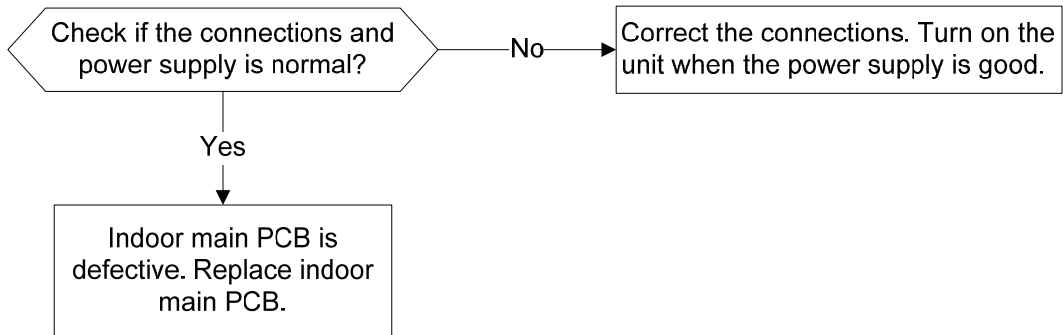 Check if the connections and
power supply is normal?
No
Correct the connections. Turn on the
unit when the power supply is good.
Yes
Indoor main PCB is
defective. Replace indoor
main PCB.